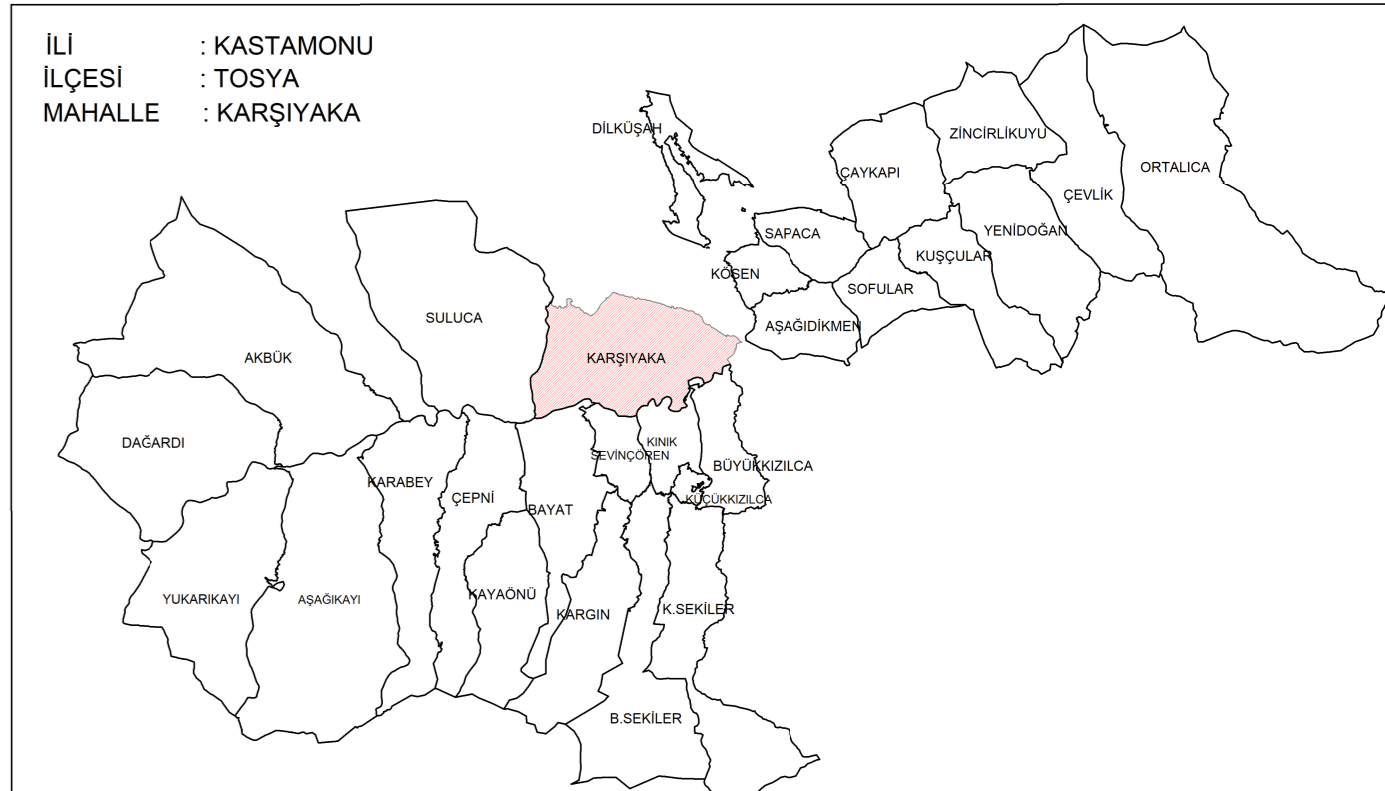 İLİ : KASTAMONU
İLÇESİ : TOSYA
MAHALLE : KARŞIYAKA
DİLKÜŞAH
ZİNCİRLİKUYU
ÇAYKAPI
ORTALICA
ÇEVLİK
SAPACA
YENİDOĞAN
KUŞÇULAR
KÖSEN
SOFULAR
SULUCA
AŞAĞIDİKMEN
AKBÜK
KARŞIYAKA
DAĞARDI
KINIK
SEVİNÇÖREN
BÜYÜKKIZILCA
KARABEY
ÇEPNİ
KÜÇÜKKIZILCA
BAYAT
KAYAÖNÜ
YUKARIKAYI
AŞAĞIKAYI
K.SEKİLER
KARGIN
B.SEKİLER